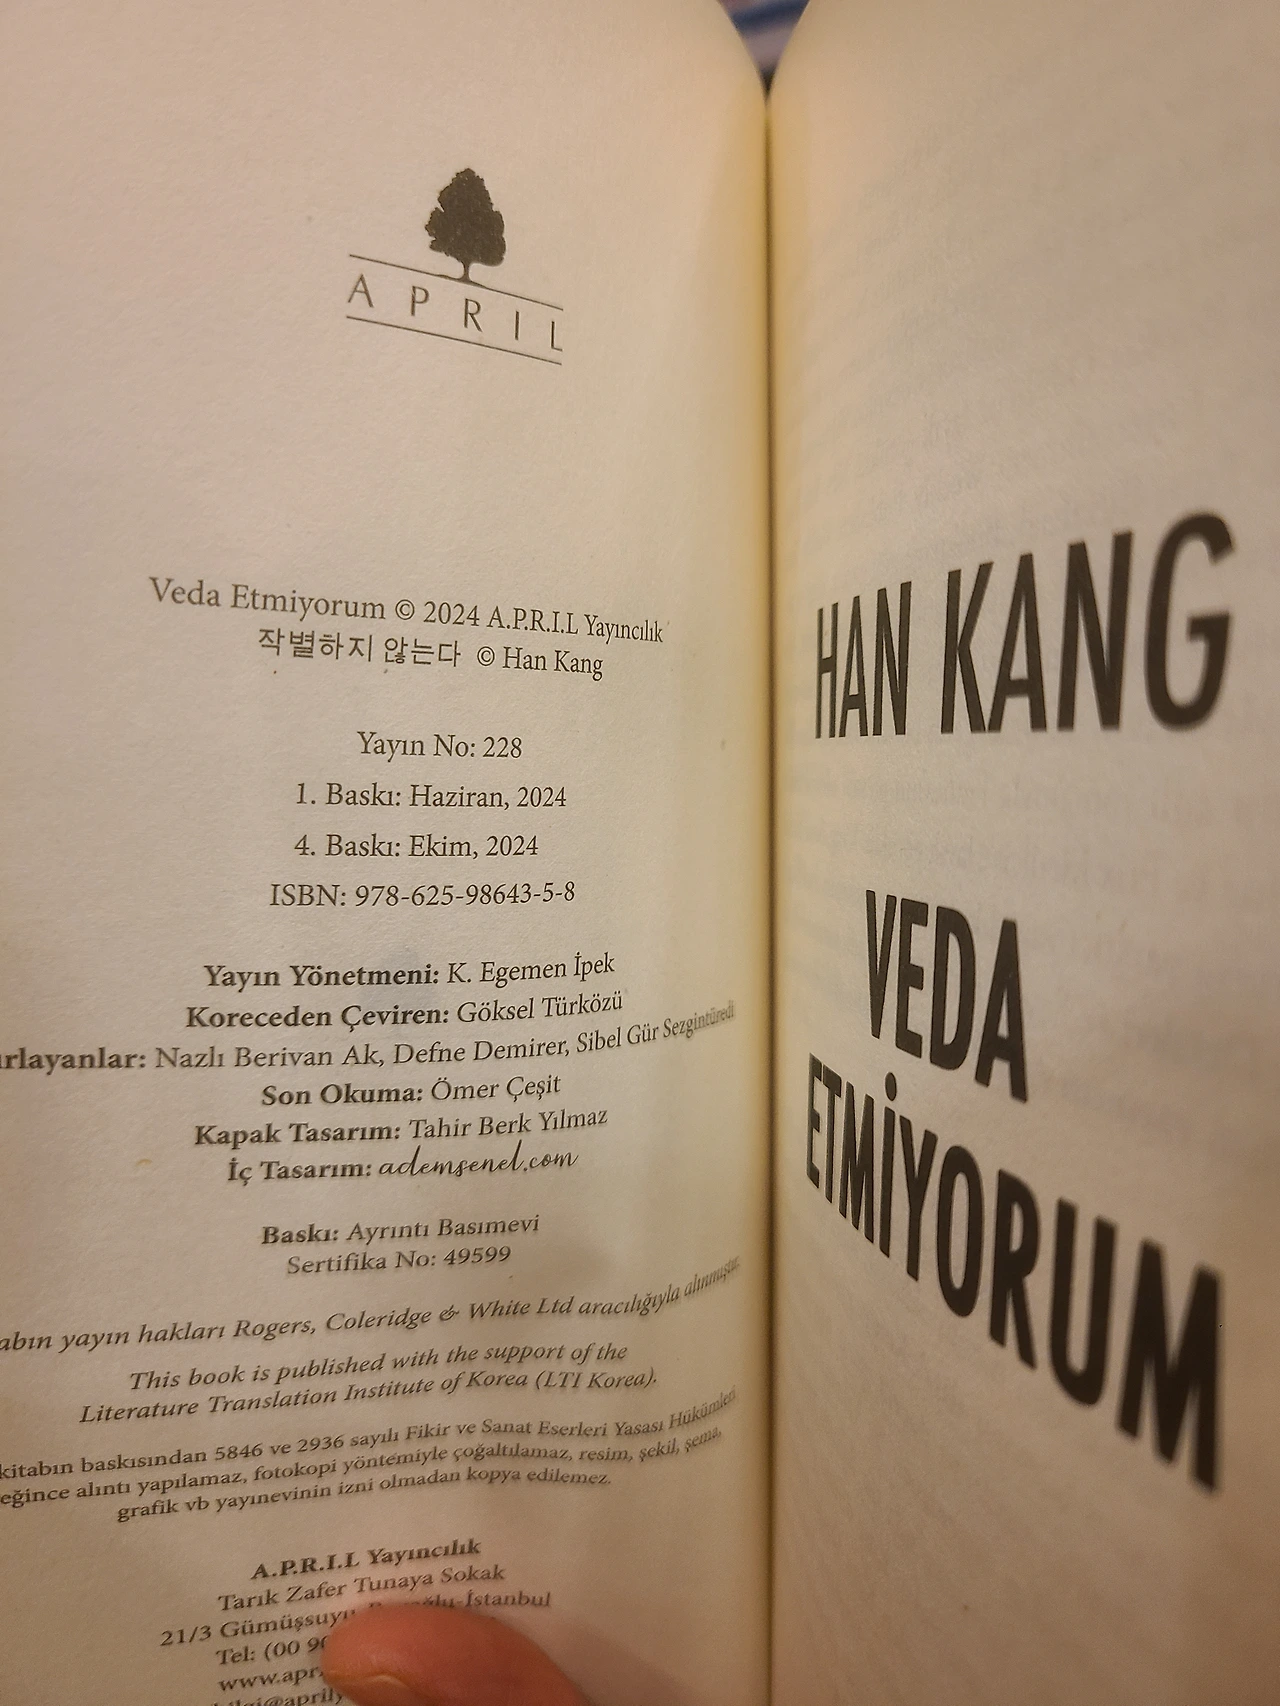 APRIL
Veda Etmiyorum © 2024 A.P.R.I.L Yayıncılık
작별하지 않는다 © Han Kang
Yayın No: 228
1. Baskı: Haziran, 2024
4. Baskı: Ekim, 2024
ISBN: 978-625-98643-5-8
Yayın Yönetmeni: K. Egemen İpek
Koreceden Çeviren: Göksel Türközü
Nazlı Berivan Ak, Defne Demirer, Sibel Gür Sezgintüredi
Son Okuma: Ömer Çeşit
Kapak Tasarım: Tahir Berk Yılmaz
İç Tasarım: ademsenel.com
Baskı: Ayrıntı Basımevi
Sertifika No: 49599
yayın hakları Rogers, Coleridge & White Ltd aracılığıyla alınmıştır.
This book is published with the support of the
Literature Translation Institute of Korea (LTI Korea).
kitabın baskısından 5846 ve 2936 sayılı Fikir ve Sanat Eserleri Yasası Hükümleri
alıntı yapılamaz, fotokopi yöntemiyle çoğaltılamaz, resim, şekil, şema,
grafik vb yayınevinin izni olmadan kopya edilemez.
A.P.R.I.L Yayıncılık
Tarık Zafer Tunaya Sokak
21/3 Gümüşsuyu -İstanbul
Tel: (00 90
HAN KANG
VEDA
ETMİYORUM